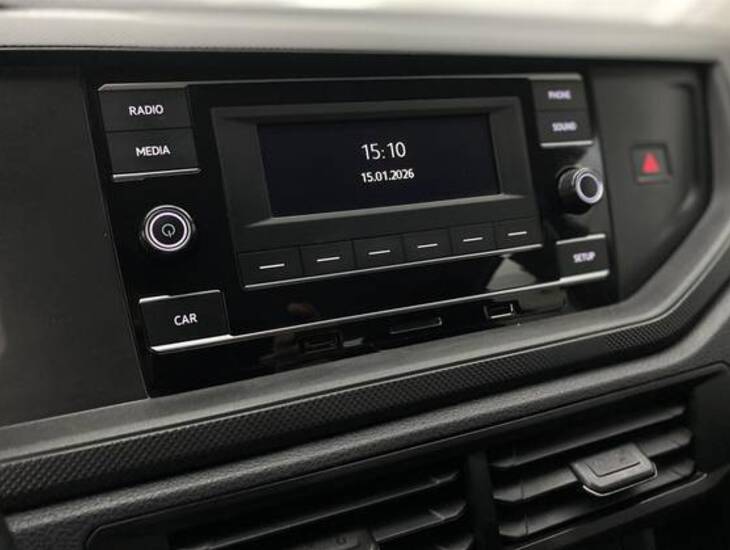 RADIO
MEDIA
CAR
15:10
15.01.2026
PHONE
SOUND
SETUP